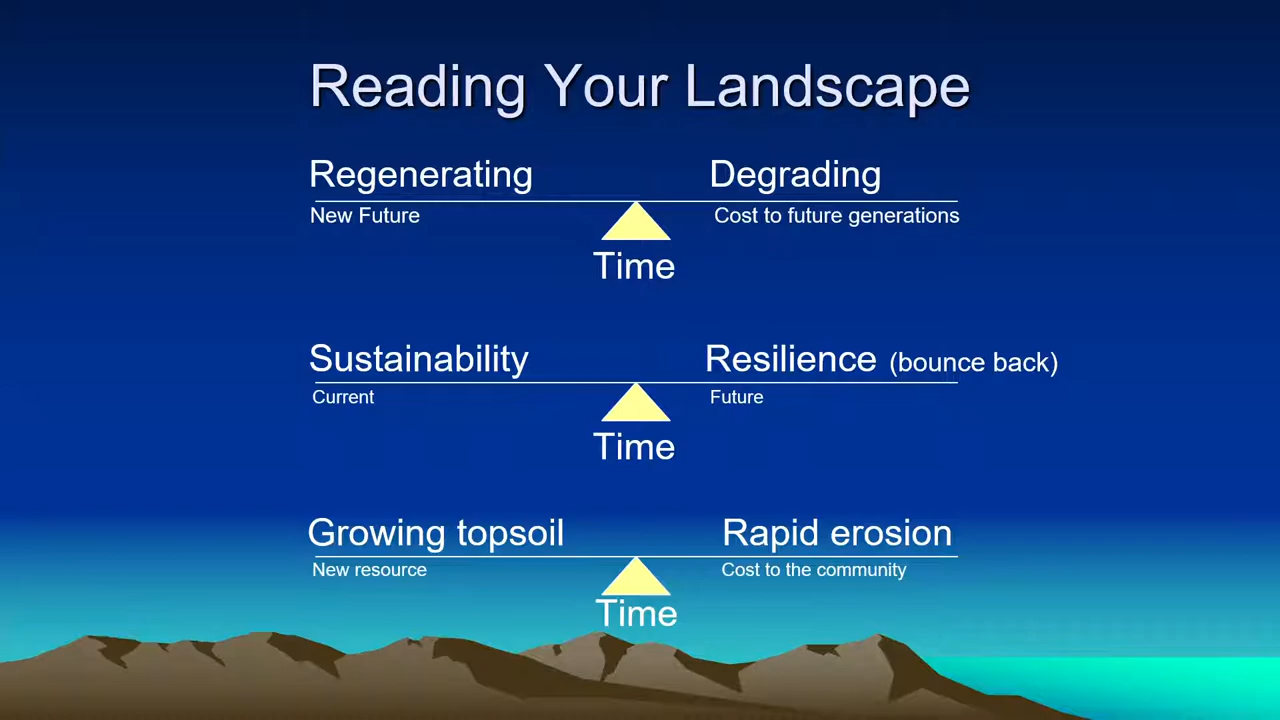 Reading Your Landscape
Regenerating
Degrading
New Future
Cost to future generations
Time
Sustainability
Resilience (bounce back)
Current
Future
Time
Growing topsoil
Rapid erosion
New resource
Cost to the community
Time